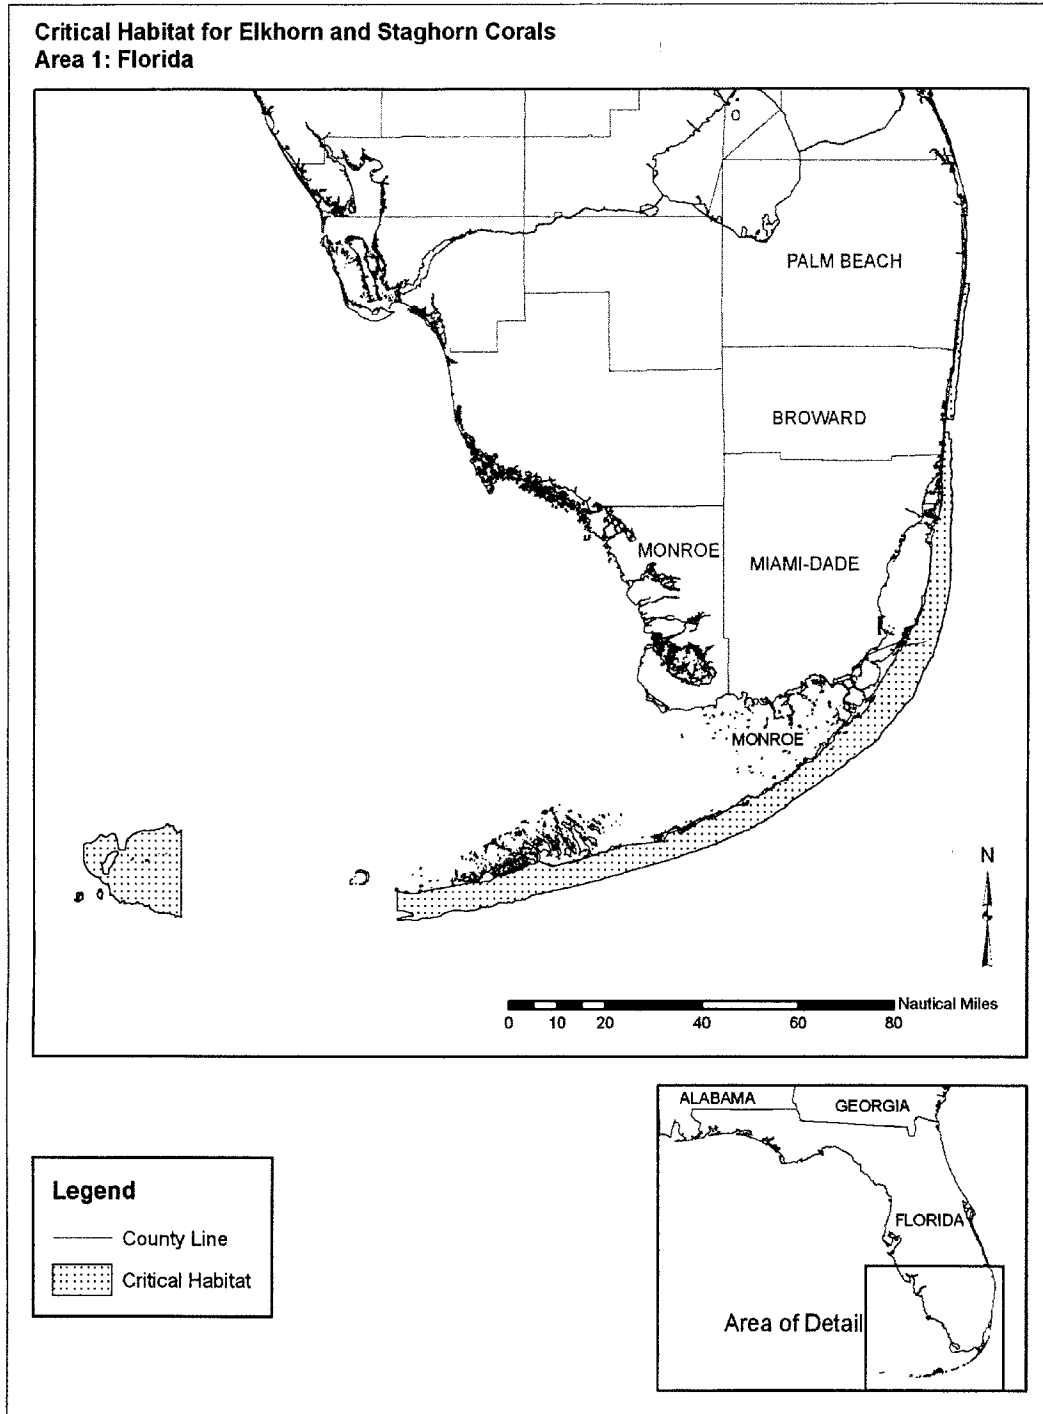 Critical Habitat for Elkhorn and Staghorn Corals
Area 1: Florida
PALM BEACH
BROWARD
MONROE
MIAMI-DADE
MONROE
N
Nautical Miles
0 10 20 40 60 80
ALABAMA
GEORGIA
FLORIDA
Area of Detail
Legend
County Line
Critical Habitat